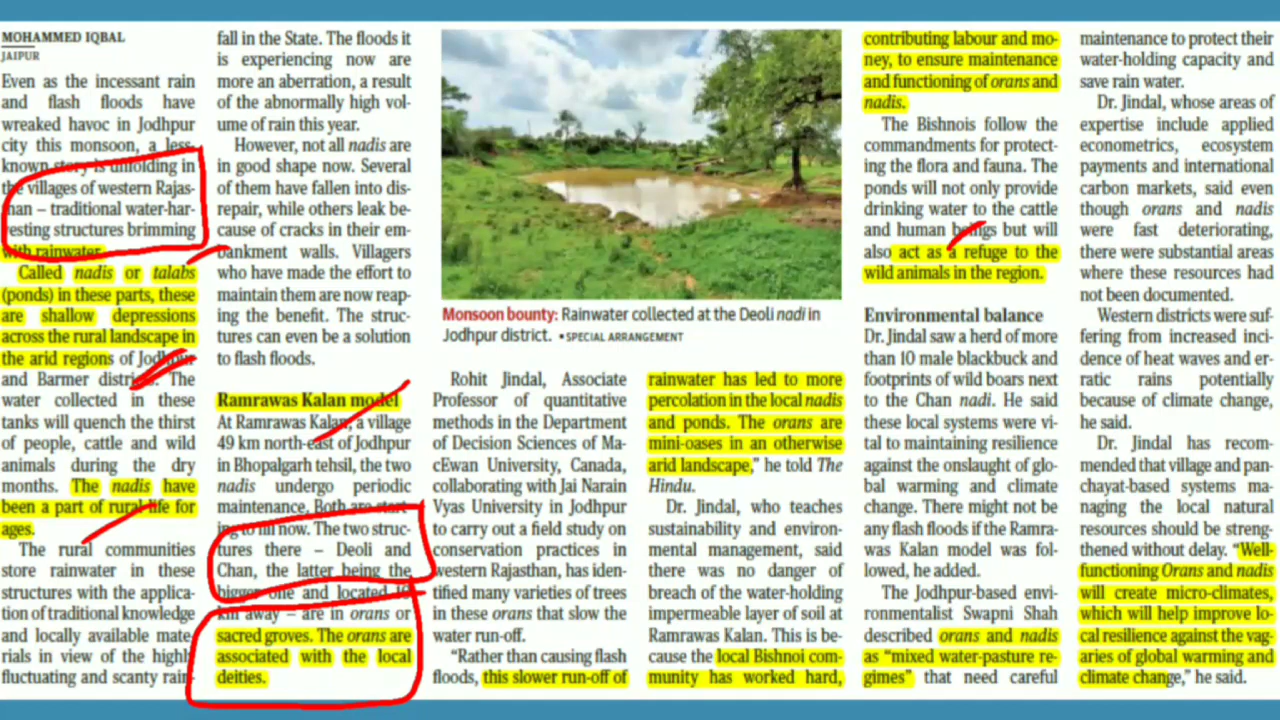 MOHAMMED IQBAL
JAIPUR
Even as the incessant rain
and flash floods have
wreaked havoc in Jodhpur
city this monsoon, a less-
known story is unfolding in
the villages of western Rajas-
than – traditional water-har-
vesting structures brimming
with rainwater.
Called nadis or talabs
(ponds) in these parts, these
are shallow depressions
across the rural landscape in
the arid regions of Jodhpur
and Barmer districts. The
water collected in these
tanks will quench the thirst
of people, cattle and wild
animals during the dry
months. The nadis have
been a part of rural life for
ages.
The rural communities
store rainwater in these
structures with the applica-
tion of traditional knowledge
and locally available mate-
rials in view of the highly
fluctuating and scanty rain-
fall in the State. The floods it
is experiencing now are
more an aberration, a result
of the abnormally high vol-
ume of rain this year.
However, not all nadis are
in good shape now. Several
of them have fallen into dis-
repair, while others leak be-
cause of cracks in their em-
bankment walls. Villagers
who have made the effort to
maintain them are now reap-
ing the benefit. The struc-
tures can even be a solution
to flash floods.
Ramrawas Kalan model
At Ramrawas Kalan, a village
49 km north-east of Jodhpur
in Bhopalgarh tehsil, the two
nadis undergo periodic
maintenance. Both are start-
ing to fill now. The two struc-
tures there – Deoli and
Chan, the latter being the
bigger one and located
km away – are in orans or
sacred groves. The orans are
associated with the local
deities.
Monsoon bounty: Rainwater collected at the Deoli nadi in
Jodhpur district. •SPECIAL ARRANGEMENT
Rohit Jindal, Associate
Professor of quantitative
methods in the Department
of Decision Sciences of Ma-
cEwan University, Canada,
collaborating with Jai Narain
Vyas University in Jodhpur
to carry out a field study on
conservation practices in
western Rajasthan, has iden-
tified many varieties of trees
in these orans that slow the
water run-off.
"Rather than causing flash
floods, this slower run-off of
rainwater has led to more
percolation in the local nadis
and ponds. The orans are
mini-oases in an otherwise
arid landscape," he told The
Hindu.
Dr. Jindal, who teaches
sustainability and environ-
mental management, said
there was no danger of
breach of the water-holding
impermeable layer of soil at
Ramrawas Kalan. This is be-
cause the local Bishnoi com-
munity has worked hard,
contributing labour and mo-
ney, to ensure maintenance
and functioning of orans and
nadis.
The Bishnois follow the
commandments for protect-
ing the flora and fauna. The
ponds will not only provide
drinking water to the cattle
and human beings but will
also act as a refuge to the
wild animals in the region.
Environmental balance
Dr. Jindal saw a herd of more
than 10 male blackbuck and
footprints of wild boars next
to the Chan nadi. He said
these local systems were vi-
tal to maintaining resilience
against the onslaught of glo-
bal warming and climate
change. There might not be
any flash floods if the Ramra-
was Kalan model was fol-
lowed, he added.
The Jodhpur-based envi-
ronmentalist Swapni Shah
described orans and nadis
as "mixed water-pasture re-
gimes" that need careful
maintenance to protect their
water-holding capacity and
save rain water.
Dr. Jindal, whose areas of
expertise include applied
econometrics, ecosystem
payments and international
carbon markets, said even
though orans and nadis
were fast deteriorating,
there were substantial areas
where these resources had
not been documented.
Western districts were suf-
fering from increased inci-
dence of heat waves and er-
ratic rains potentially
because of climate change,
he said.
Dr. Jindal has recom-
mended that village and pan-
chayat-based systems ma-
naging the local natural
resources should be streng-
thened without delay. "Well-
functioning Orans and nadis
will create micro-climates,
which will help improve lo-
cal resilience against the vag-
aries of global warming and
climate change," he said.